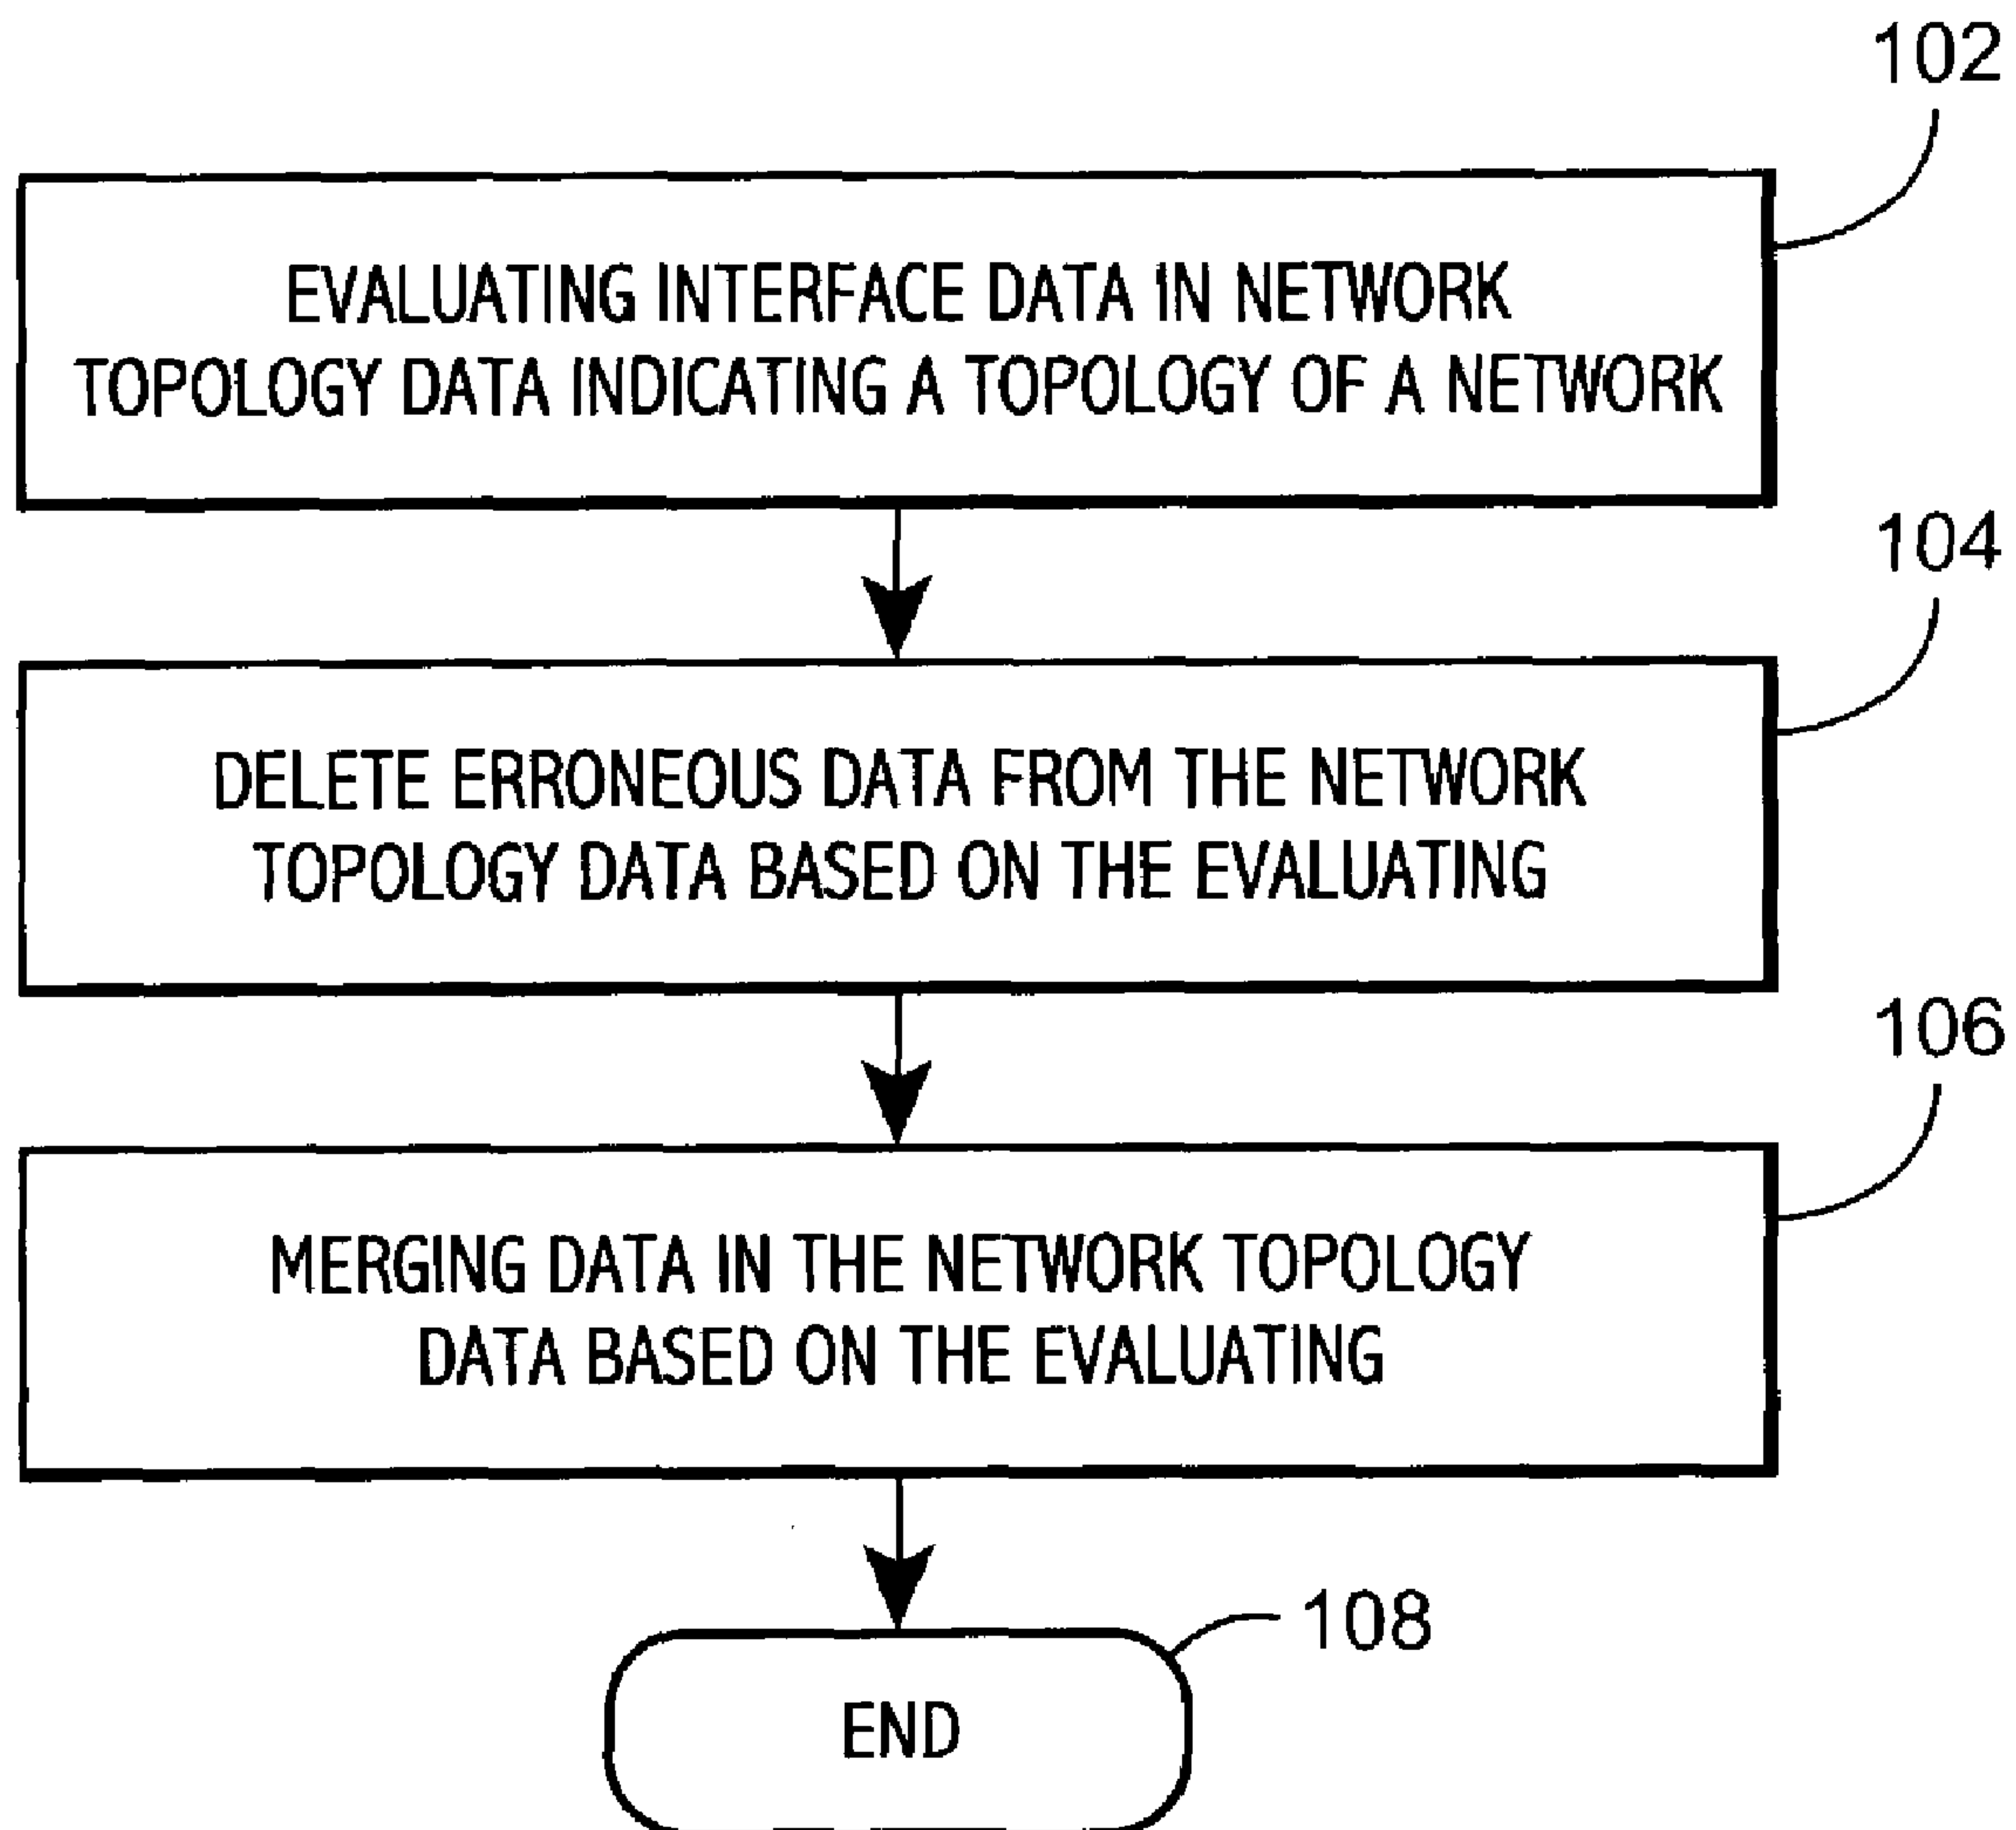 102
EVALUATING INTERFACE DATA IN NETWORK
TOPOLOGY DATA INDICATING A TOPOLOGY OF A NETWORK
104
DELETE ERRONEOUS DATA FROM THE NETWORK
TOPOLOGY DATA BASED ON THE EVALUATING
106
MERGING DATA IN THE NETWORK TOPOLOGY
DATA BASED ON THE EVALUATING
108
END